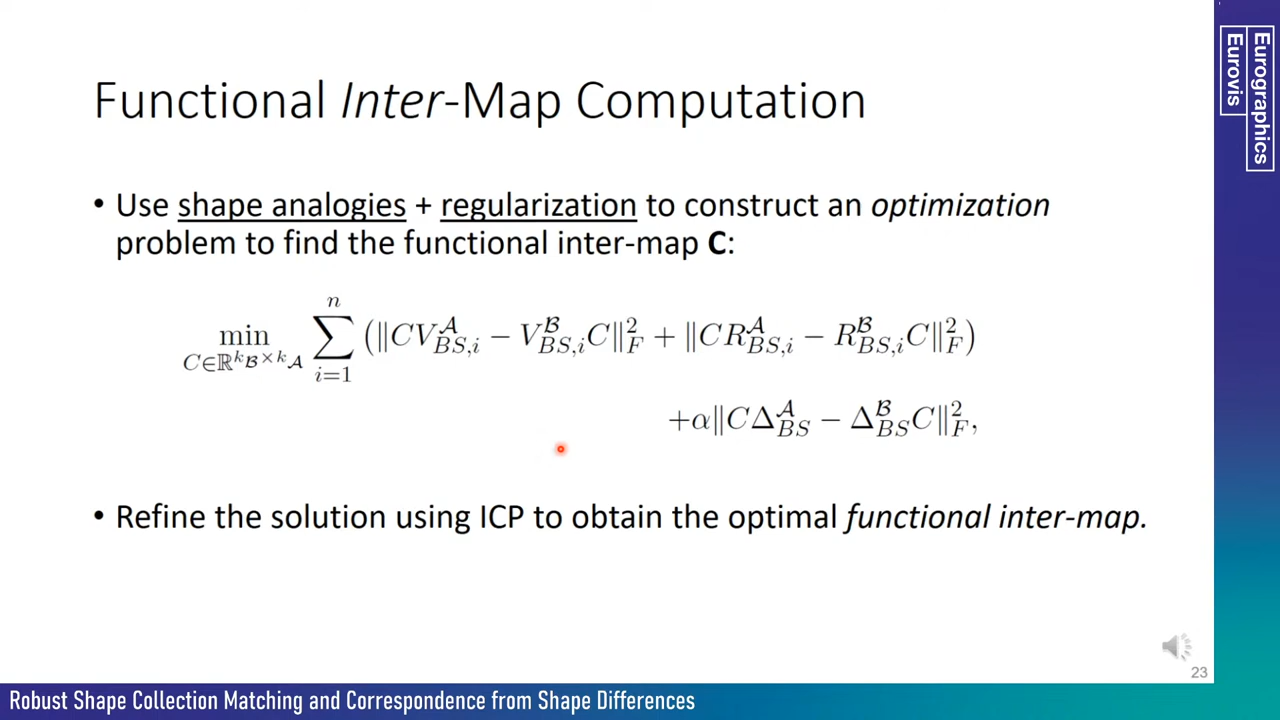 Functional Inter-Map Computation
• Use shape analogies + regularization to construct an optimization
problem to find the functional inter-map C:
min_{C∈ℝ^{k_𝓑×k_𝓐}} ∑_{i=1}^{n} (‖CV^𝓐_{BS,i} − V^𝓑_{BS,i}C‖²_F + ‖CR^𝓐_{BS,i} − R^𝓑_{BS,i}C‖²_F)
+α‖CΔ^𝓐_{BS} − Δ^𝓑_{BS}C‖²_F,
• Refine the solution using ICP to obtain the optimal functional inter-map.
23
Robust Shape Collection Matching and Correspondence from Shape Differences
Eurographics
Eurovis